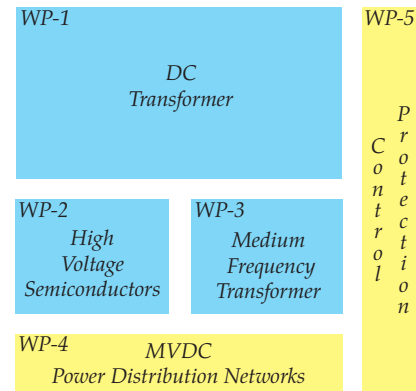 WP-1
DC
Transformer
WP-2
High
Voltage
Semiconductors
WP-3
Medium
Frequency
Transformer
WP-4
MVDC
Power Distribution Networks
WP-5
Control
Protection